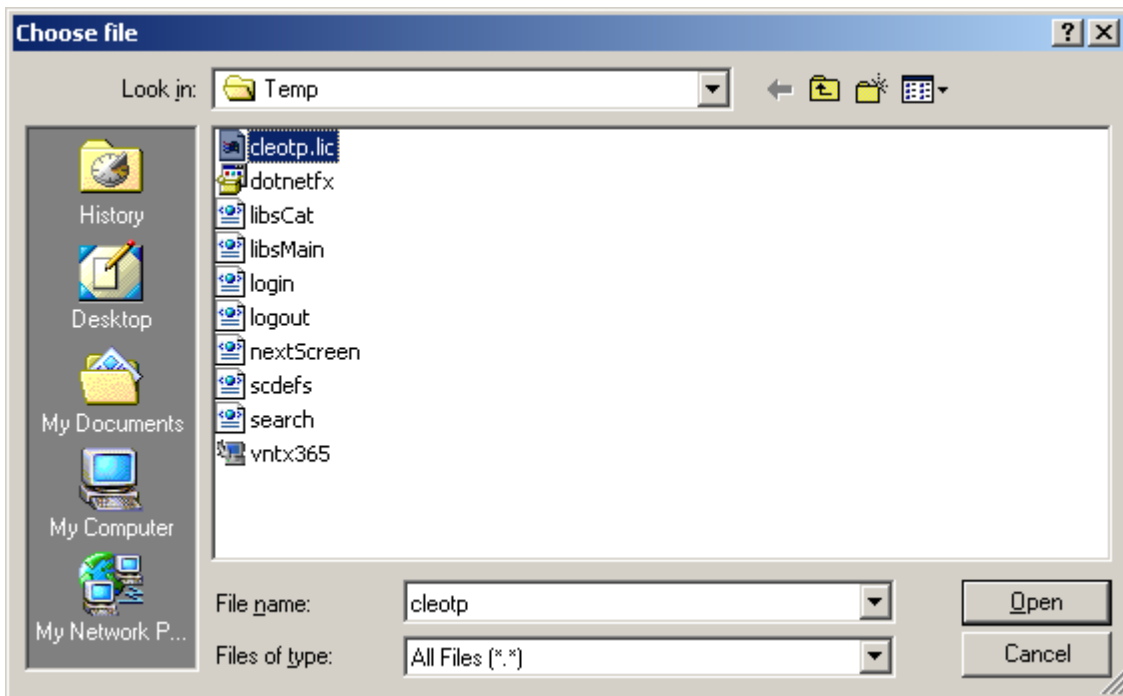 Choose file
Look in: Temp
History
Desktop
My Documents
My Computer
My Network P...
cleotp.lic
dotnetfx
libsCat
libsMain
login
logout
nextScreen
scdefs
search
vntx365
File name: cleotp Open
Files of type: All Files (*.*) Cancel